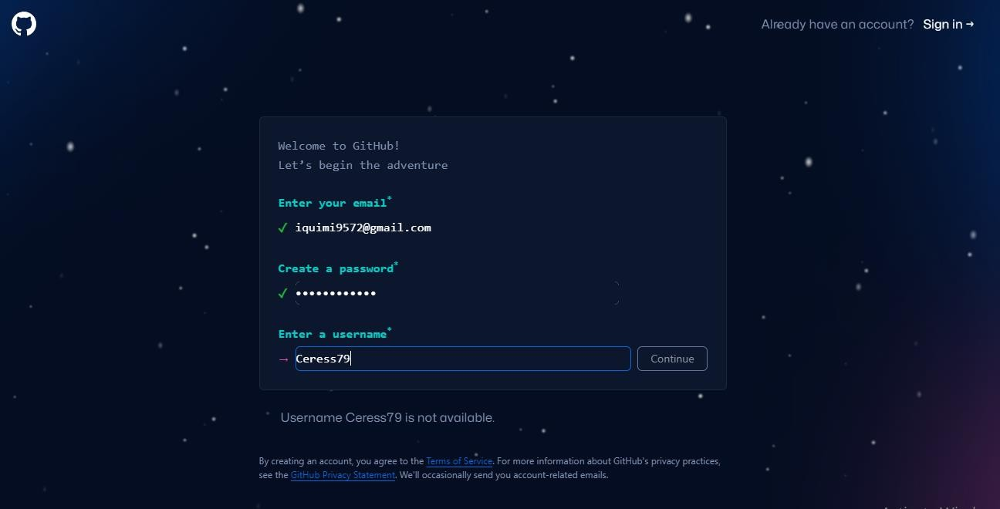 Already have an account? Sign in →
Welcome to GitHub!
Let's begin the adventure
Enter your email*
✓ iquimi9572@gmail.com
Create a password*
✓ ••••••••••••
Enter a username*
→ Ceress79 Continue
Username Ceress79 is not available.
By creating an account, you agree to the Terms of Service. For more information about GitHub's privacy practices,
see the GitHub Privacy Statement. We'll occasionally send you account-related emails.